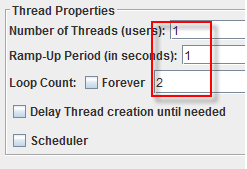 Thread Properties
Number of Threads (users): 1
Ramp-Up Period (in seconds): 1
Loop Count: Forever 2
Delay Thread creation until needed
Scheduler